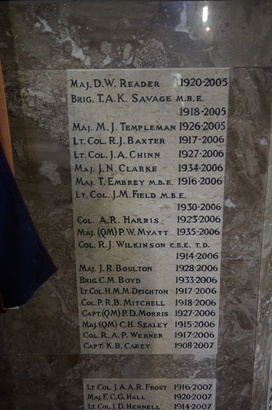 MAJ. D.W. READER 1920-2005
BRIG. T.A.K. SAVAGE M.B.E.
1918-2005
MAJ. M. J. TEMPLEMAN 1926-2005
LT. COL. R.J. BAXTER 1917-2006
LT. COL. J.A. CHINN 1927-2006
MAJ. J.N. CLARKE 1934-2006
MAJ. T. EMBREY M.B.E. 1916-2006
LT. COL. J.M. FIELD M.B.E.
1930-2006
COL. A.R. HARRIS 1923-2006
MAJ. (QM) P.W. MYATT 1935-2006
COL. R.J. WILKINSON C.B.E. T.D.
1914-2006
MAJ. J.R. BOULTON 1928-2006
BRIG. C.M. BOYD 1933-2006
LT. COL. H.M.M. DEIGHTON 1917-2006
COL. P.R.B. MITCHELL 1918-2006
CAPT. (QM) P.D. MORRIS 1927-2006
MAJ. (QM) C.H. SEALEY 1915-2006
COL. R.A.P. WEHNER 1917-2006
CAPT. K.B. CAREY 1908-2007
LT. COL. J.A.A.R. FROST 1916-2007
MAJ. F.C.G. HALL 1920-2007
LT. COL. J.D. HENNELL 1914-2007